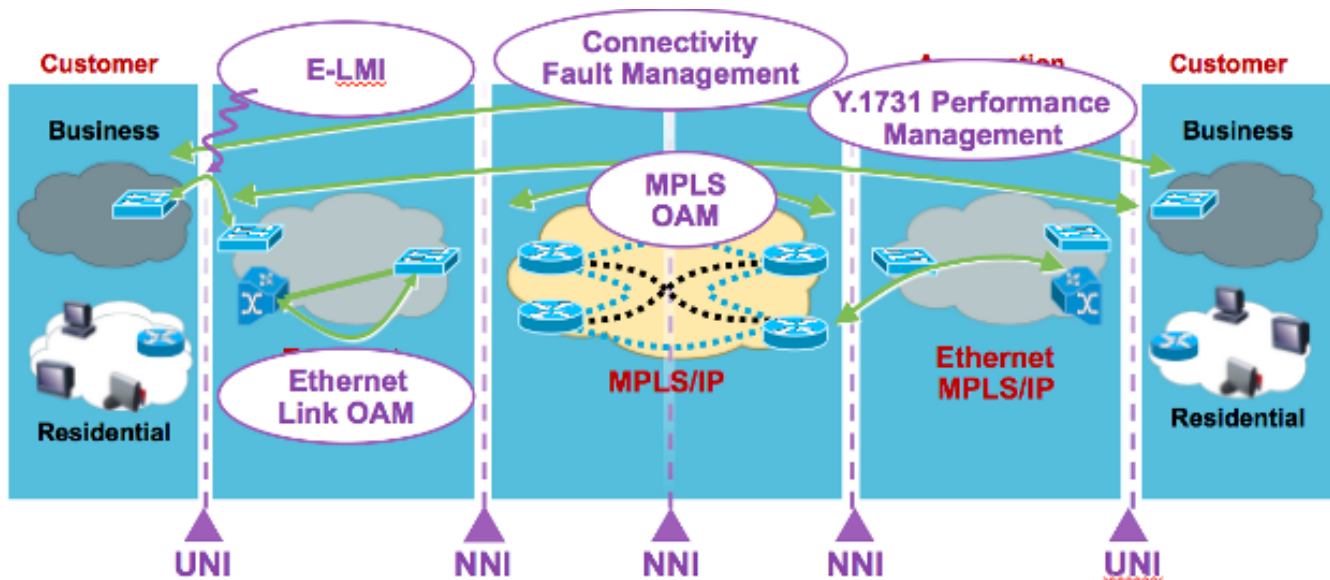 Customer
E-LMI
Connectivity
Fault Management
Customer
Business
Y.1731 Performance
Management
Business
MPLS
OAM
Ethernet
Link OAM
MPLS/IP
Ethernet
MPLS/IP
Residential
Residential
UNI
NNI
NNI
NNI
UNI